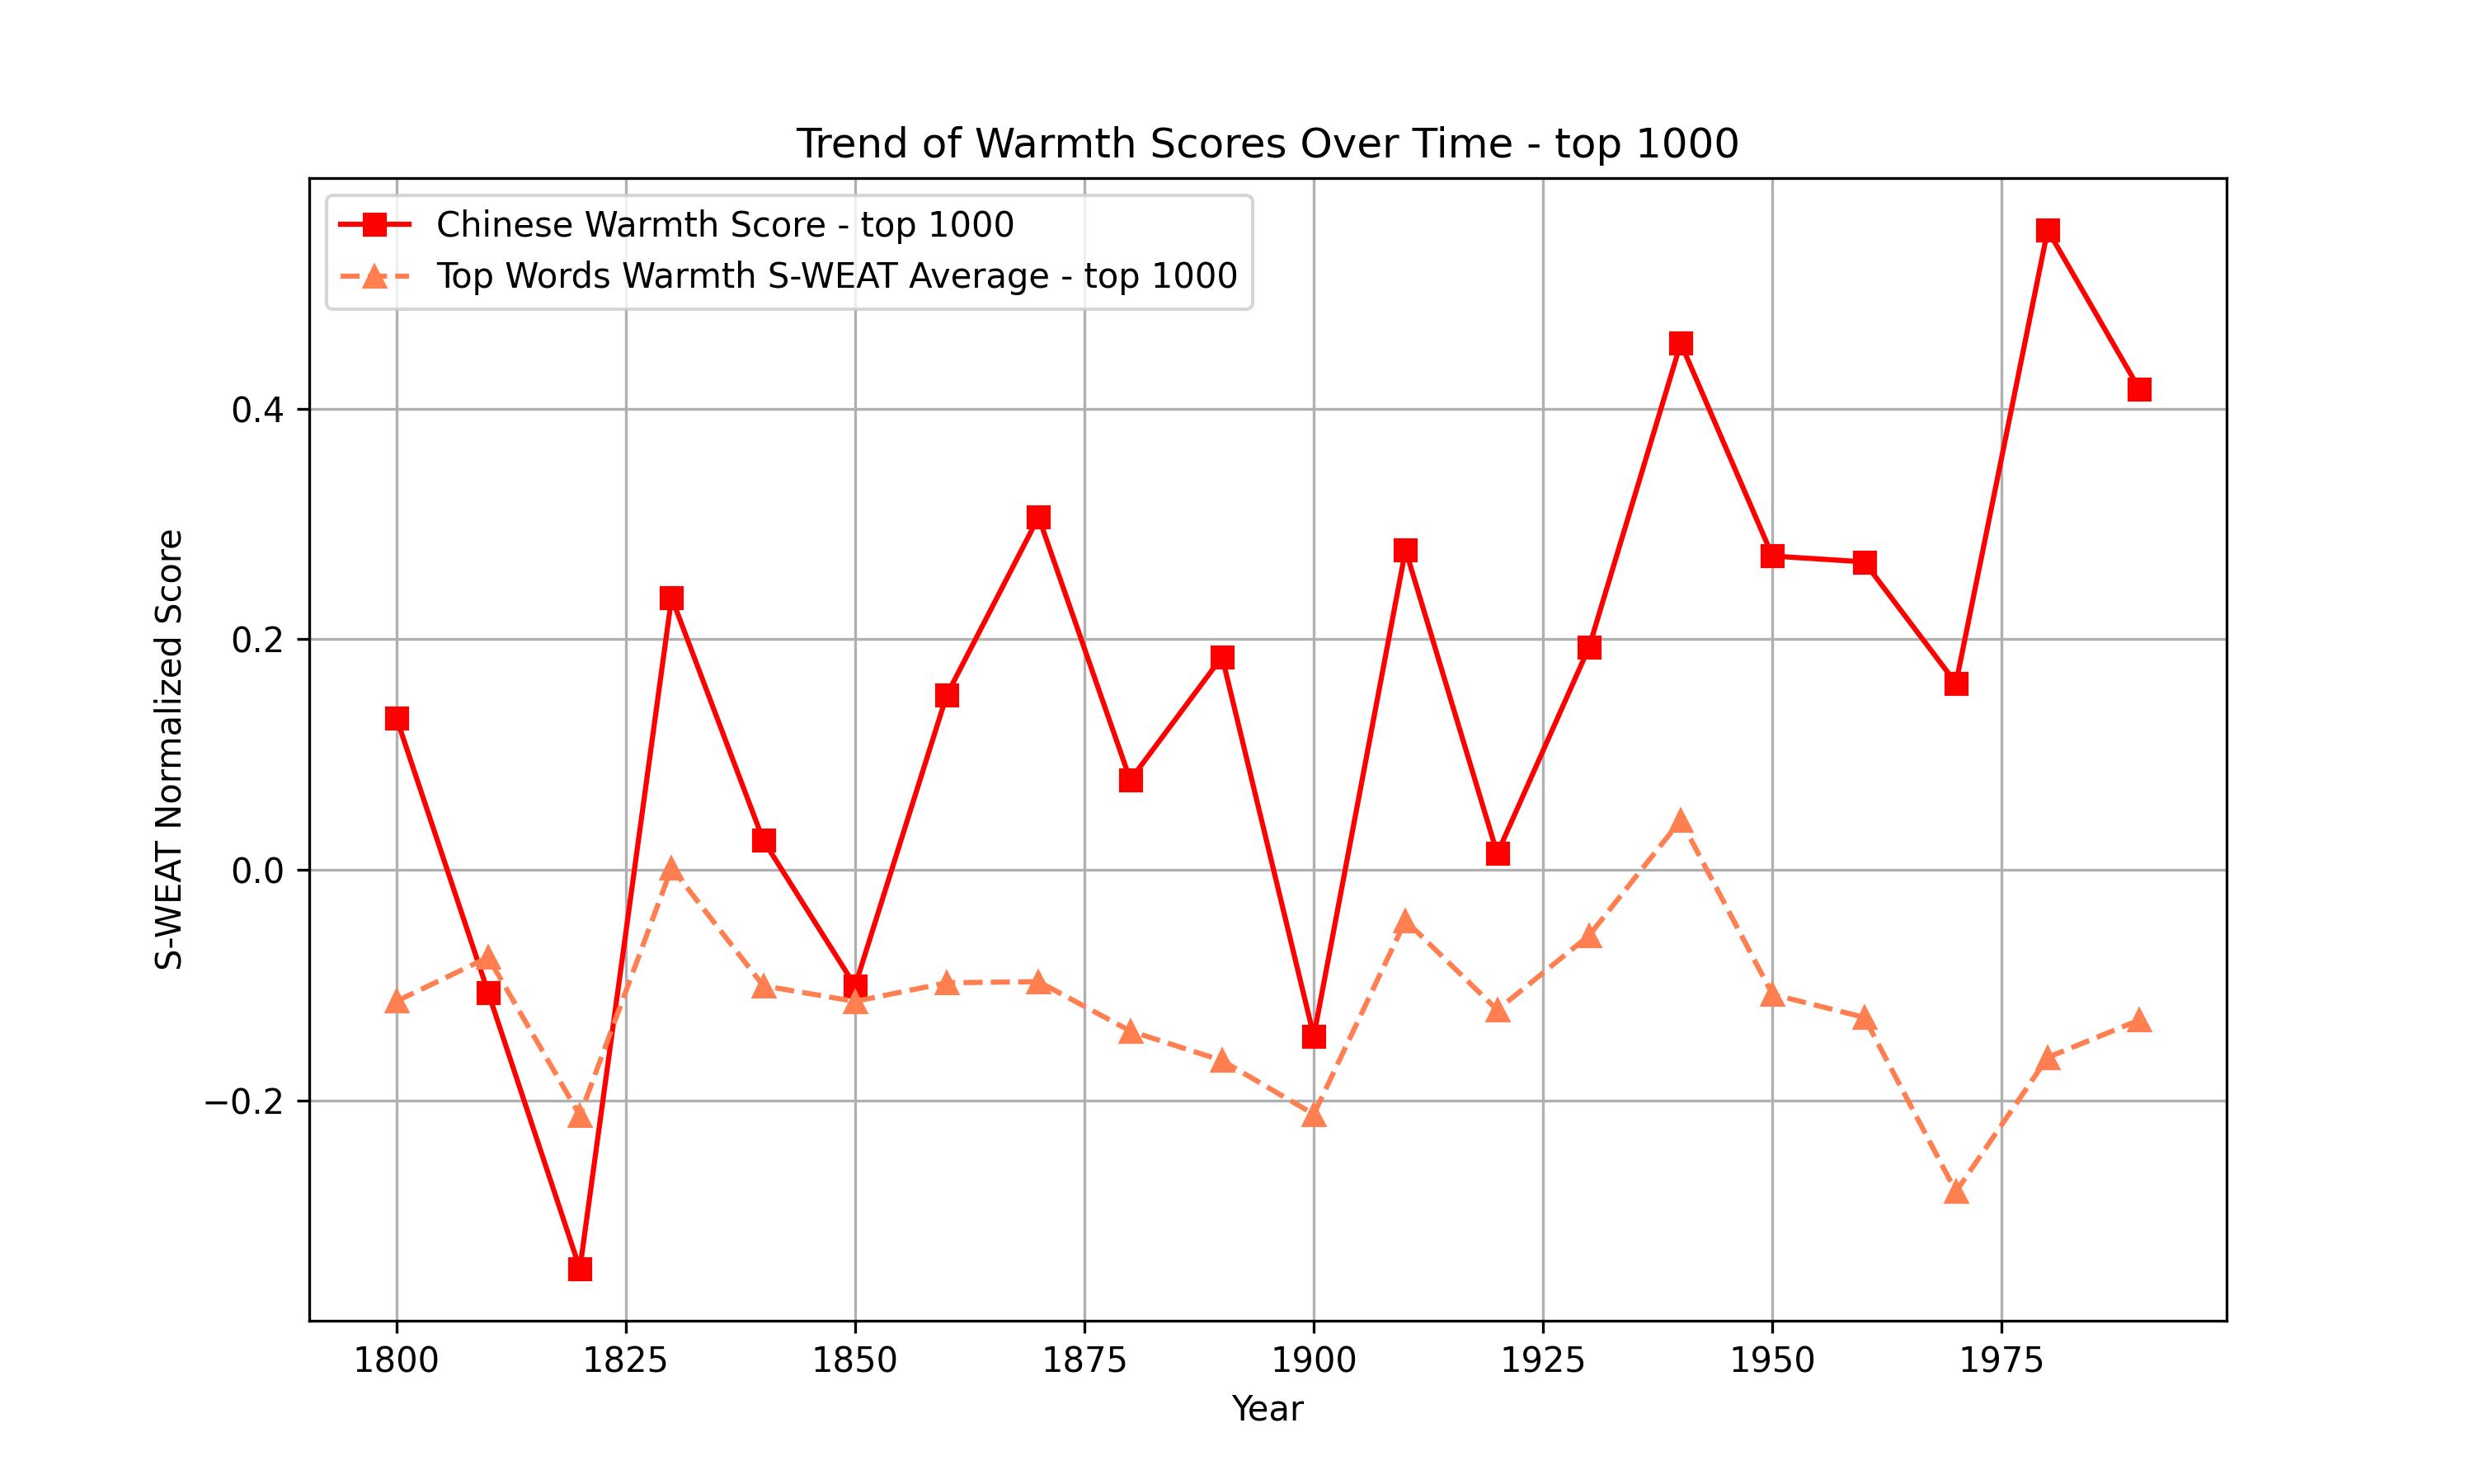 Trend of Warmth Scores Over Time - top 1000
Chinese Warmth Score - top 1000
Top Words Warmth S-WEAT Average - top 1000
S-WEAT Normalized Score
0.4
0.2
0.0
−0.2
1800 1825 1850 1875 1900 1925 1950 1975
Year